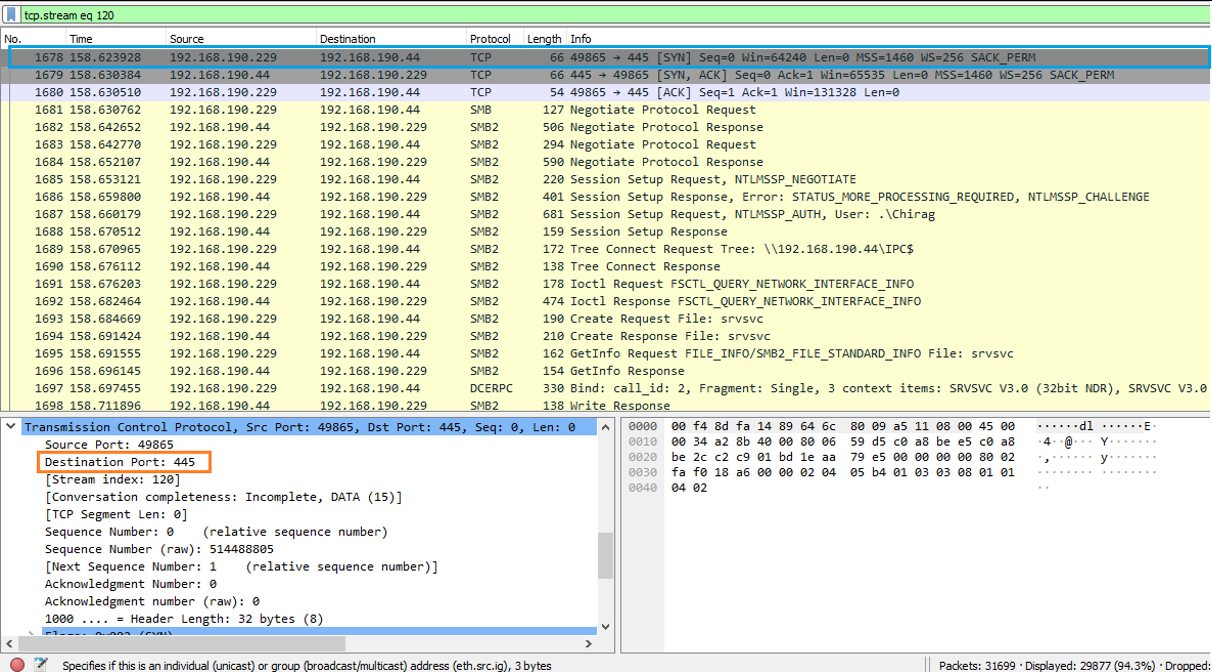 tcp.stream eq 120
No. Time Source Destination Protocol Length Info
1678 158.623928 192.168.190.229 192.168.190.44 TCP 66 49865 → 445 [SYN] Seq=0 Win=64240 Len=0 MSS=1460 WS=256 SACK_PERM
1679 158.630384 192.168.190.44 192.168.190.229 TCP 66 445 → 49865 [SYN, ACK] Seq=0 Ack=1 Win=65535 Len=0 MSS=1460 WS=256 SACK_PERM
1680 158.630510 192.168.190.229 192.168.190.44 TCP 54 49865 → 445 [ACK] Seq=1 Ack=1 Win=131328 Len=0
1681 158.630762 192.168.190.229 192.168.190.44 SMB 127 Negotiate Protocol Request
1682 158.642652 192.168.190.44 192.168.190.229 SMB2 506 Negotiate Protocol Response
1683 158.642770 192.168.190.229 192.168.190.44 SMB2 294 Negotiate Protocol Request
1684 158.652107 192.168.190.44 192.168.190.229 SMB2 590 Negotiate Protocol Response
1685 158.653121 192.168.190.229 192.168.190.44 SMB2 220 Session Setup Request, NTLMSSP_NEGOTIATE
1686 158.659800 192.168.190.44 192.168.190.229 SMB2 401 Session Setup Response, Error: STATUS_MORE_PROCESSING_REQUIRED, NTLMSSP_CHALLENGE
1687 158.660179 192.168.190.229 192.168.190.44 SMB2 681 Session Setup Request, NTLMSSP_AUTH, User: .\Chirag
1688 158.670512 192.168.190.44 192.168.190.229 SMB2 159 Session Setup Response
1689 158.670965 192.168.190.229 192.168.190.44 SMB2 172 Tree Connect Request Tree: \\192.168.190.44\IPC$
1690 158.676112 192.168.190.44 192.168.190.229 SMB2 138 Tree Connect Response
1691 158.676203 192.168.190.229 192.168.190.44 SMB2 178 Ioctl Request FSCTL_QUERY_NETWORK_INTERFACE_INFO
1692 158.682464 192.168.190.44 192.168.190.229 SMB2 474 Ioctl Response FSCTL_QUERY_NETWORK_INTERFACE_INFO
1693 158.684669 192.168.190.229 192.168.190.44 SMB2 190 Create Request File: srvsvc
1694 158.691424 192.168.190.44 192.168.190.229 SMB2 210 Create Response File: srvsvc
1695 158.691555 192.168.190.229 192.168.190.44 SMB2 162 GetInfo Request FILE_INFO/SMB2_FILE_STANDARD_INFO File: srvsvc
1696 158.696145 192.168.190.44 192.168.190.229 SMB2 154 GetInfo Response
1697 158.697455 192.168.190.229 192.168.190.44 DCERPC 330 Bind: call_id: 2, Fragment: Single, 3 context items: SRVSVC V3.0 (32bit NDR), SRVSVC V3.0
1698 158.711896 192.168.190.44 192.168.190.229 SMB2 138 Write Response
Transmission Control Protocol, Src Port: 49865, Dst Port: 445, Seq: 0, Len: 0
Source Port: 49865
Destination Port: 445
[Stream index: 120]
[Conversation completeness: Incomplete, DATA (15)]
[TCP Segment Len: 0]
Sequence Number: 0 (relative sequence number)
Sequence Number (raw): 514488805
[Next Sequence Number: 1 (relative sequence number)]
Acknowledgment Number: 0
Acknowledgment number (raw): 0
1000 .... = Header Length: 32 bytes (8)
Flags: 0x002 (SYN)
0000 00 f4 8d fa 14 89 64 6c 80 09 a5 11 08 00 45 00 ······dl ······E·
0010 00 34 a2 8b 40 00 80 06 59 d5 c0 a8 be e5 c0 a8 ·4··@··· Y·······
0020 be 2c c2 c9 01 bd 1e aa 79 e5 00 00 00 00 80 02 ·,······ y·······
0030 fa f0 18 a6 00 00 02 04 05 b4 01 03 03 08 01 01 ········ ········
0040 04 02 ··
Specifies if this is an individual (unicast) or group (broadcast/multicast) address (eth.src.ig), 3 bytes
Packets: 31699 · Displayed: 29877 (94.3%) · Dropped: